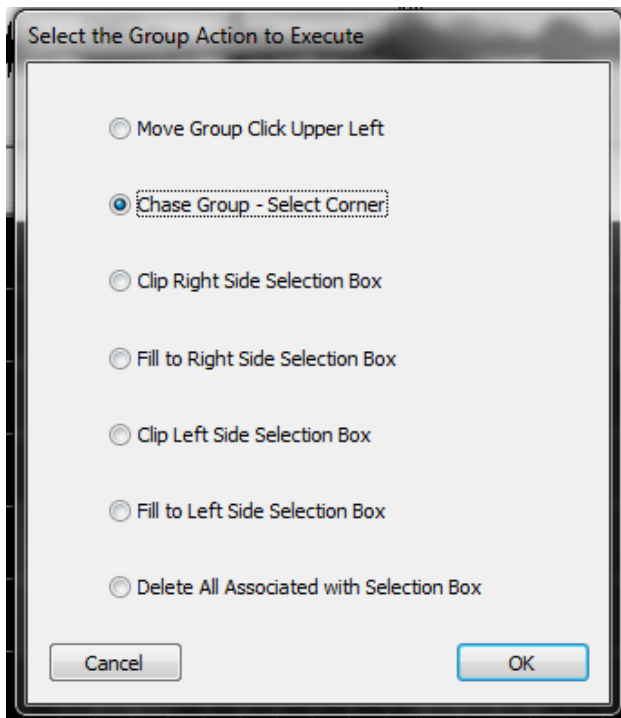 Select the Group Action to Execute
Move Group Click Upper Left
Chase Group - Select Corner
Clip Right Side Selection Box
Fill to Right Side Selection Box
Clip Left Side Selection Box
Fill to Left Side Selection Box
Delete All Associated with Selection Box
Cancel
OK